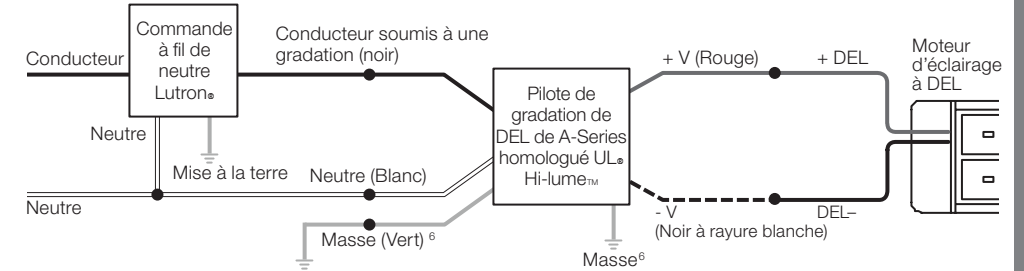 Conducteur
Commande
à fil de
neutre
Lutron®
Conducteur soumis à une
gradation (noir)
Neutre
Mise à la terre
Neutre
Neutre (Blanc)
Masse (Vert) 6
Pilote de
gradation de
DEL de A-Series
homologué UL®
Hi-lume™
Masse6
+ V (Rouge)
+ DEL
- V
(Noir à rayure blanche)
DEL–
Moteur
d'éclairage
à DEL